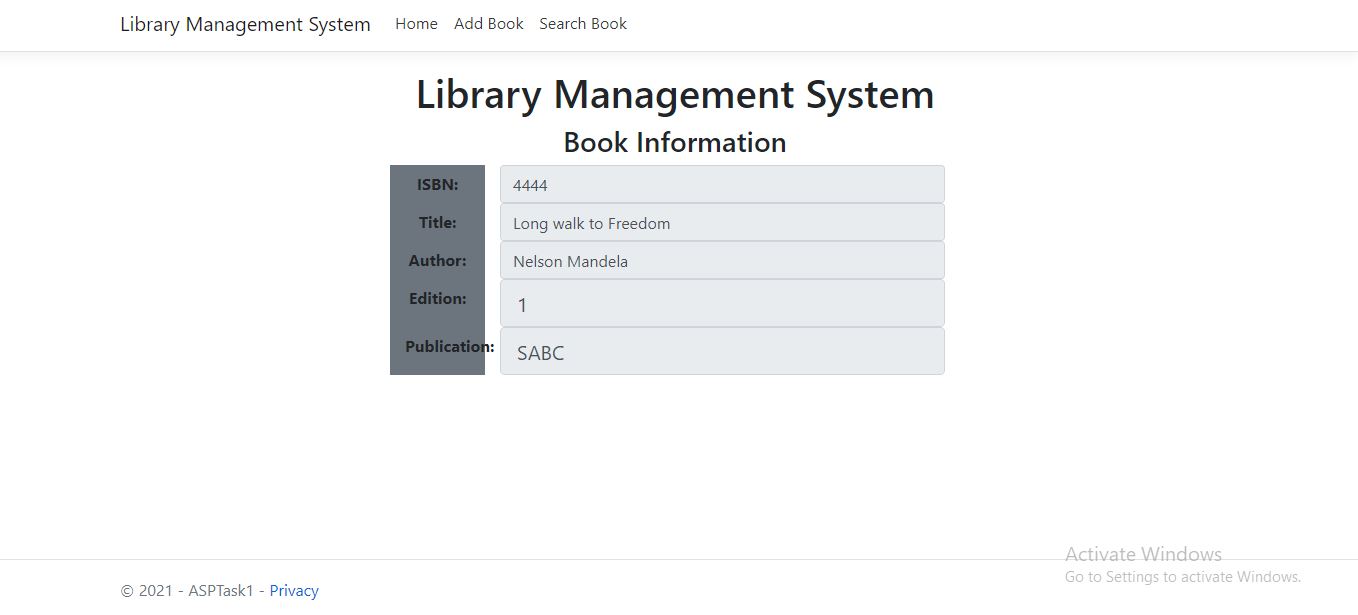 Library Management System Home Add Book Search Book
Library Management System
Book Information
ISBN: 4444
Title: Long walk to Freedom
Author: Nelson Mandela
Edition: 1
Publication: SABC
Activate Windows
Go to Settings to activate Windows.
© 2021 - ASPTask1 - Privacy